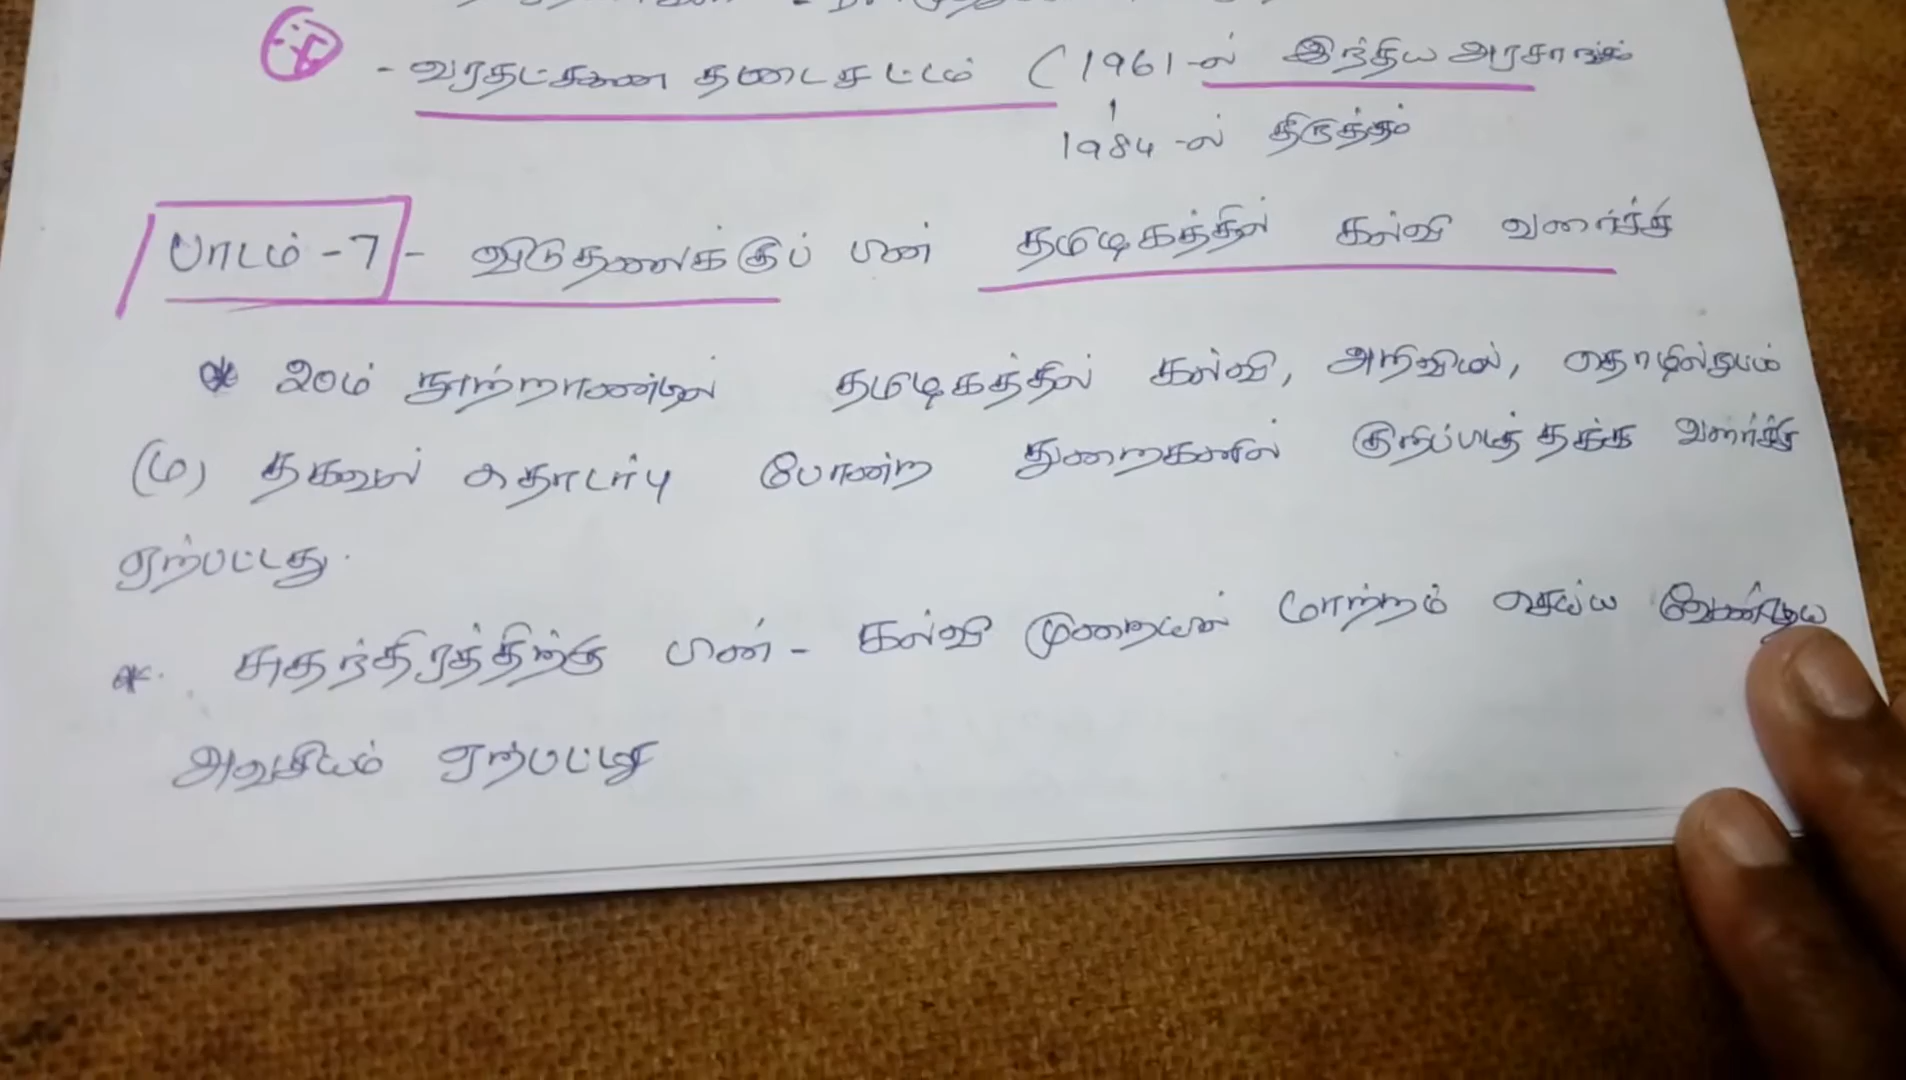 - வரதட்சணை தடைசட்டம் ( 1961-ல் இந்திய அரசாங்கம்
1984-ல் திருத்தம்
பாடம் -7 - விடுதலைக்குப் பின் தமிழகத்தில் கல்வி வளர்ச்சி
* 20ம் நூற்றாண்டில் தமிழகத்தில் கல்வி, அறிவியல், தொழில்நுட்பம்
(ம) தகவல் தொடர்பு போன்ற துறைகளில் குறிப்பிடத்தக்க வளர்ச்சி
ஏற்பட்டது.
* சுதந்திரத்திற்கு பின் - கல்வி முறையில் மாற்றம் செய்ய வேண்டிய
அவசியம் ஏற்பட்டது